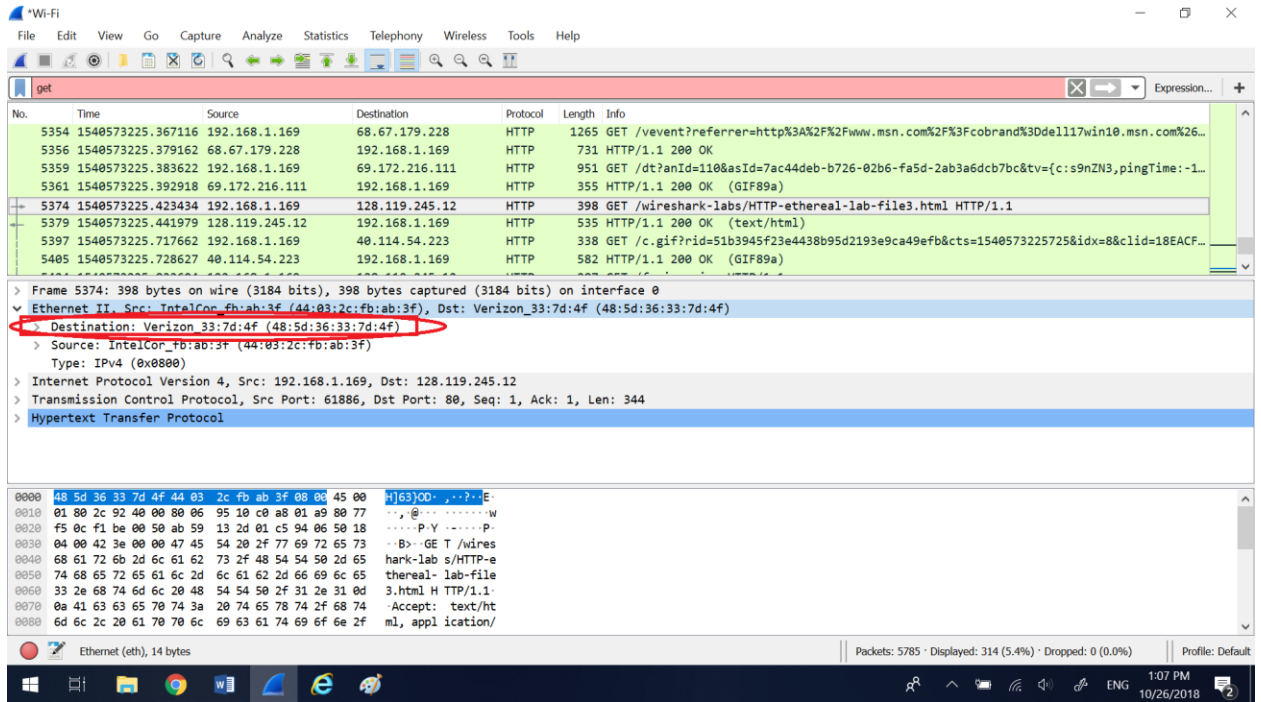 *Wi-Fi
File Edit View Go Capture Analyze Statistics Telephony Wireless Tools Help
get Expression... +
No. Time Source Destination Protocol Length Info
5354 1540573225.367116 192.168.1.169 68.67.179.228 HTTP 1265 GET /vevent?referrer=http%3A%2F%2Fwww.msn.com%2F%3Fcobrand%3Ddell17win10.msn.com%26…
5356 1540573225.379162 68.67.179.228 192.168.1.169 HTTP 731 HTTP/1.1 200 OK
5359 1540573225.383622 192.168.1.169 69.172.216.111 HTTP 951 GET /dt?anId=110&asId=7ac44deb-b726-02b6-fa5d-2ab3a6dcb7bc&tv={c:s9nZN3,pingTime:-1…
5361 1540573225.392918 69.172.216.111 192.168.1.169 HTTP 355 HTTP/1.1 200 OK (GIF89a)
5374 1540573225.423434 192.168.1.169 128.119.245.12 HTTP 398 GET /wireshark-labs/HTTP-ethereal-lab-file3.html HTTP/1.1
5379 1540573225.441979 128.119.245.12 192.168.1.169 HTTP 535 HTTP/1.1 200 OK (text/html)
5397 1540573225.717662 192.168.1.169 40.114.54.223 HTTP 338 GET /c.gif?rid=51b3945f23e4438b95d2193e9ca49efb&cts=1540573225725&idx=8&clid=18EACF…
5405 1540573225.728627 40.114.54.223 192.168.1.169 HTTP 582 HTTP/1.1 200 OK (GIF89a)
> Frame 5374: 398 bytes on wire (3184 bits), 398 bytes captured (3184 bits) on interface 0
Ethernet II, Src: IntelCor_fb:ab:3f (44:03:2c:fb:ab:3f), Dst: Verizon_33:7d:4f (48:5d:36:33:7d:4f)
> Destination: Verizon_33:7d:4f (48:5d:36:33:7d:4f)
> Source: IntelCor_fb:ab:3f (44:03:2c:fb:ab:3f)
Type: IPv4 (0x0800)
> Internet Protocol Version 4, Src: 192.168.1.169, Dst: 128.119.245.12
> Transmission Control Protocol, Src Port: 61886, Dst Port: 80, Seq: 1, Ack: 1, Len: 344
> Hypertext Transfer Protocol
0000 48 5d 36 33 7d 4f 44 03 2c fb ab 3f 08 00 45 00 H]63}OD· ,··?··E·
0010 01 80 2c 92 40 00 80 06 95 10 c0 a8 01 a9 80 77 ··,·@··· ·······w
0020 f5 0c f1 be 00 50 ab 59 13 2d 01 c5 94 06 50 18 ·····P·Y ·-····P·
0030 04 00 42 3e 00 00 47 45 54 20 2f 77 69 72 65 73 ··B>··GE T /wires
0040 68 61 72 6b 2d 6c 61 62 73 2f 48 54 54 50 2d 65 hark-lab s/HTTP-e
0050 74 68 65 72 65 61 6c 2d 6c 61 62 2d 66 69 6c 65 thereal- lab-file
0060 33 2e 68 74 6d 6c 20 48 54 54 50 2f 31 2e 31 0d 3.html H TTP/1.1·
0070 0a 41 63 63 65 70 74 3a 20 74 65 78 74 2f 68 74 ·Accept: text/ht
0080 6d 6c 2c 20 61 70 70 6c 69 63 61 74 69 6f 6e 2f ml, appl ication/
Ethernet (eth), 14 bytes Packets: 5785 · Displayed: 314 (5.4%) · Dropped: 0 (0.0%) Profile: Default
ENG 1:07 PM
10/26/2018 2